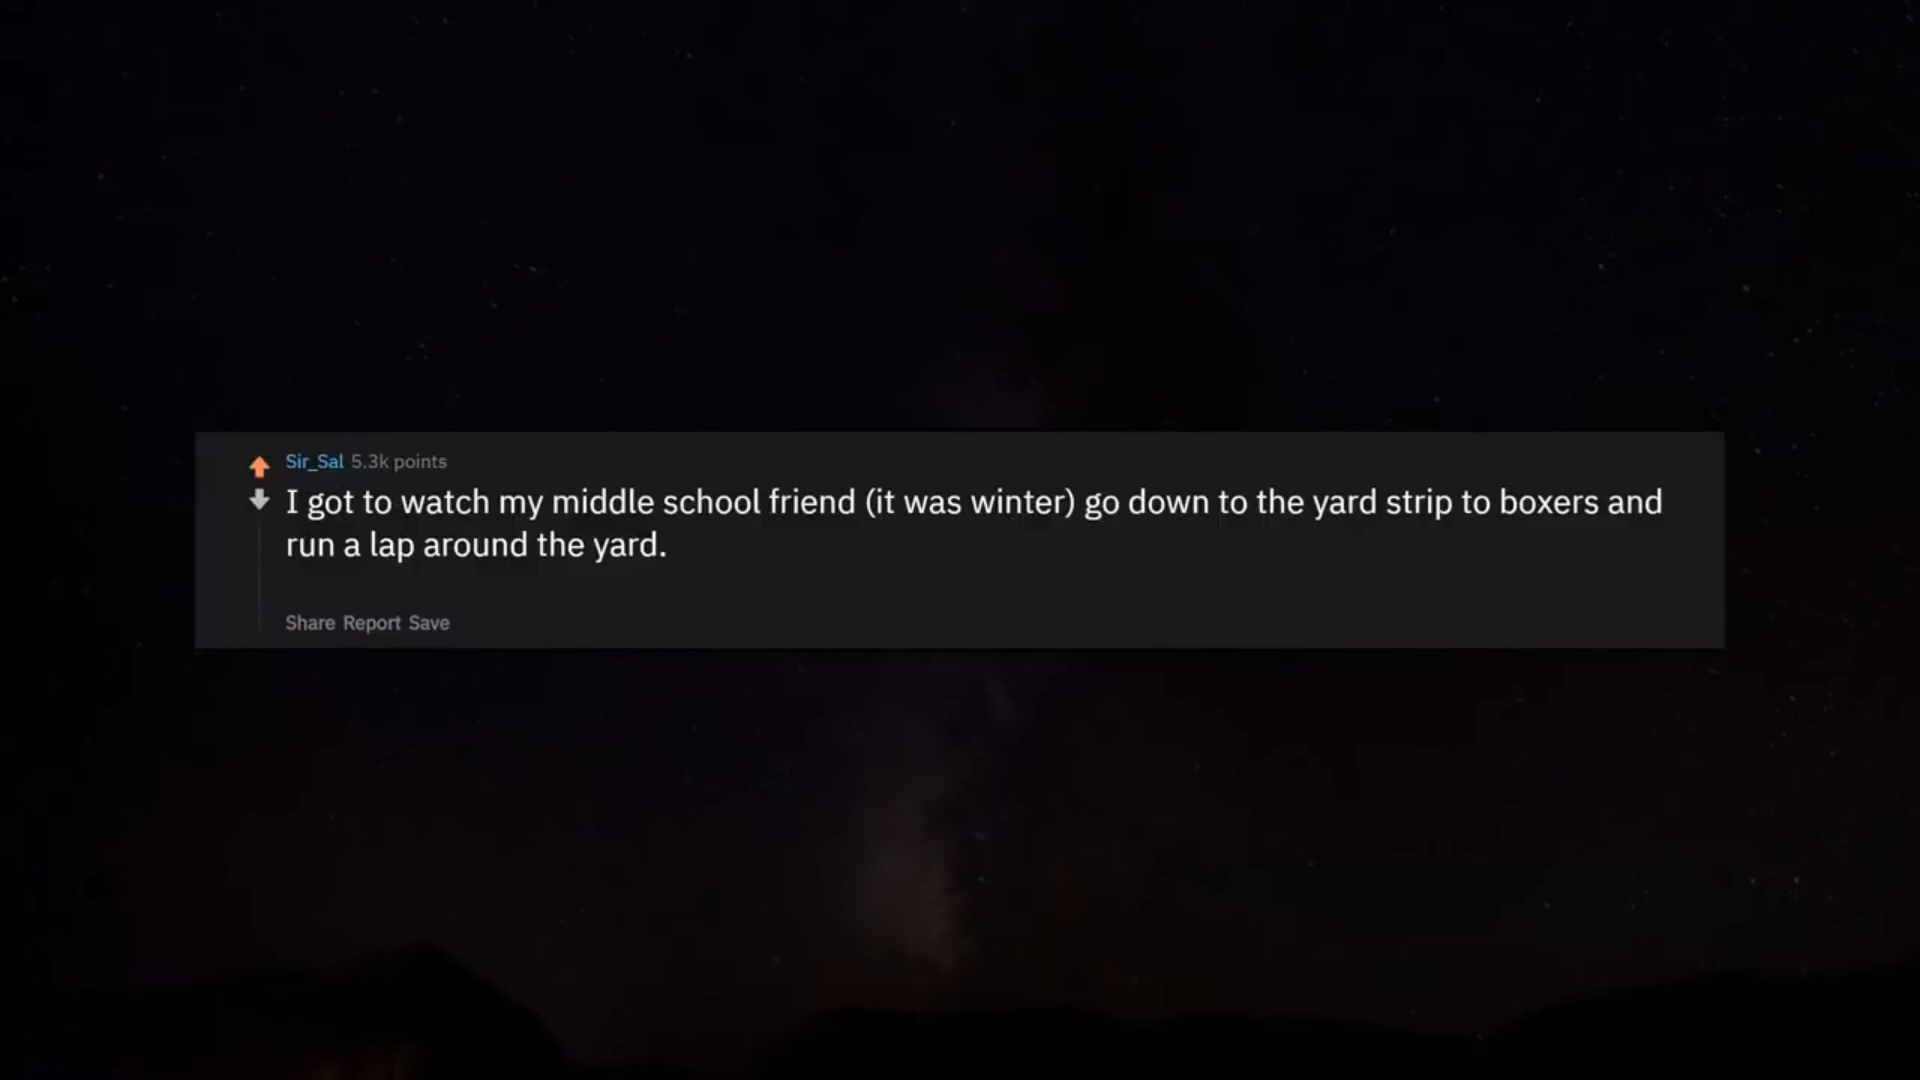 Sir_Sal 5.3k points
I got to watch my middle school friend (it was winter) go down to the yard strip to boxers and
run a lap around the yard.
Share Report Save